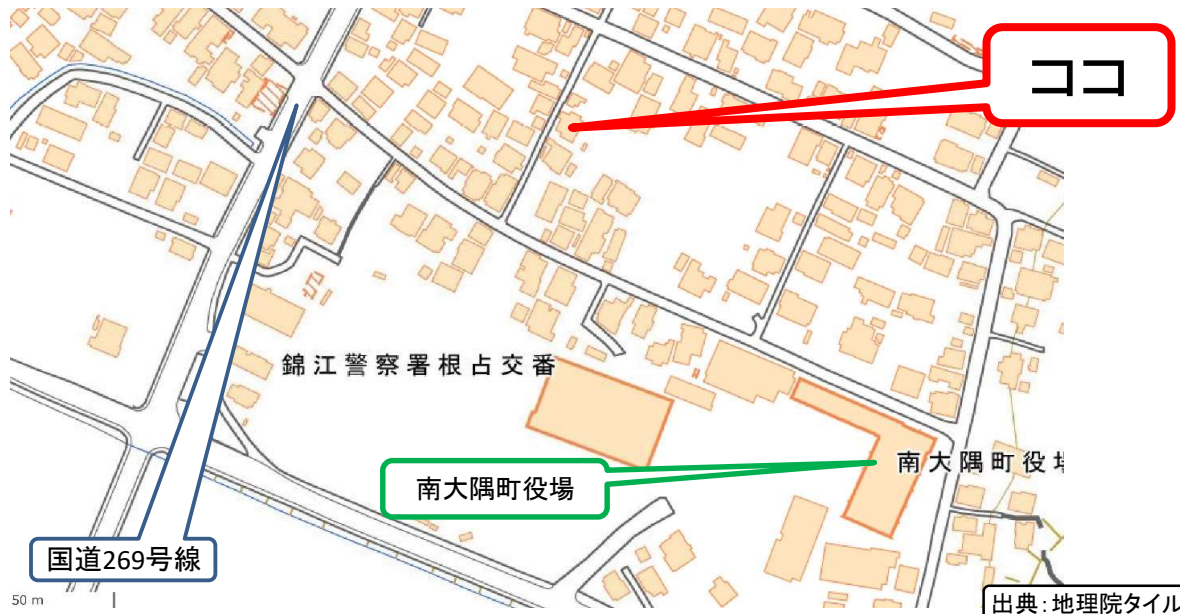 ココ
錦江警察署根占交番
南大隅町役場
南大隅町役場
国道269号線
50 m
出典：地理院タイル